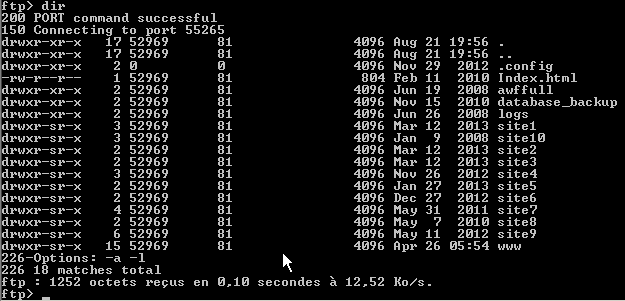 ftp> dir
200 PORT command successful
150 Connecting to port 55265
drwxr-xr-x   17 52969      81               4096 Aug 21 19:56 .
drwxr-xr-x   17 52969      81               4096 Aug 21 19:56 ..
drwxr-xr-x    2 0          0                4096 Nov 29  2012 .config
-rw-r--r--    1 52969      81                804 Feb 11  2010 Index.html
drwxr-sr-x    2 52969      81               4096 Jun 19  2008 awffull
drwxr-sr-x    2 52969      81               4096 Nov 15  2010 database_backup
drwxr-xr-x    2 52969      81               4096 Jun 26  2008 logs
drwxr-sr-x    3 52969      81               4096 Mar 12  2013 site1
drwxr-sr-x    3 52969      81               4096 Jan  9  2008 site10
drwxr-sr-x    2 52969      81               4096 Mar 12  2013 site2
drwxr-sr-x    2 52969      81               4096 Mar 12  2013 site3
drwxr-sr-x    3 52969      81               4096 Nov 26  2012 site4
drwxr-sr-x    2 52969      81               4096 Jan 27  2013 site5
drwxr-sr-x    2 52969      81               4096 Dec 27  2012 site6
drwxr-sr-x    4 52969      81               4096 May 31  2011 site7
drwxr-sr-x    2 52969      81               4096 May  7  2010 site8
drwxr-sr-x    6 52969      81               4096 May 11  2012 site9
drwxr-sr-x   15 52969      81               4096 Apr 26 05:54 www
226-Options: -a -l
226 18 matches total
ftp : 1252 octets reçus en 0,10 secondes à 12,52 Ko/s.
ftp> _